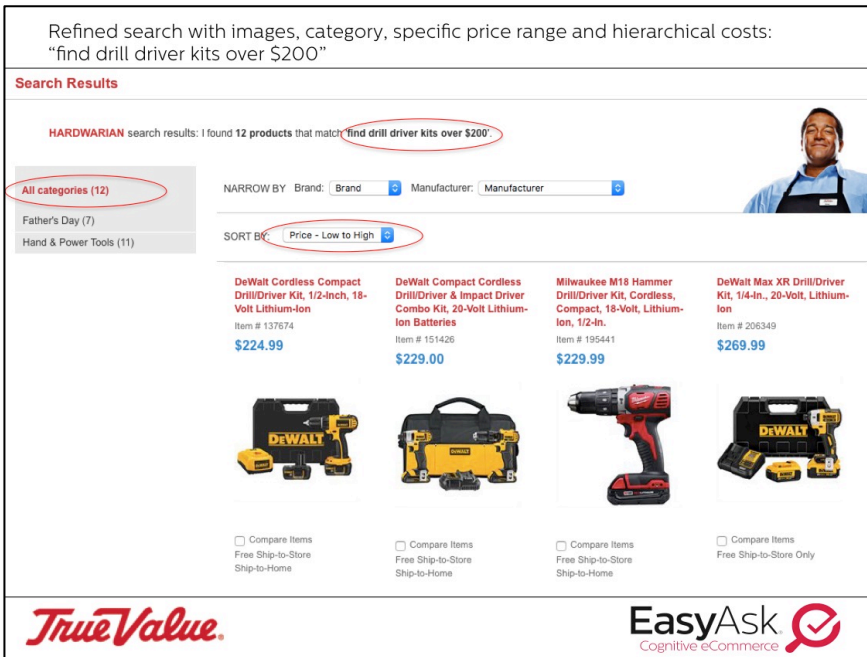 Refined search with images, category, specific price range and hierarchical costs:
“find drill driver kits over $200”
Search Results
HARDWARIAN search results: I found 12 products that match 'find drill driver kits over $200'.
All categories (12)
Father's Day (7)
Hand & Power Tools (11)
NARROW BY Brand: Brand Manufacturer: Manufacturer
SORT BY: Price - Low to High
DeWalt Cordless Compact
Drill/Driver Kit, 1/2-Inch, 18-
Volt Lithium-Ion
Item # 137674
$224.99
DEWALT
Compare Items
Free Ship-to-Store
Ship-to-Home
DeWalt Compact Cordless
Drill/Driver & Impact Driver
Combo Kit, 20-Volt Lithium-
Ion Batteries
Item # 151426
$229.00
DEWALT
Compare Items
Free Ship-to-Store
Ship-to-Home
Milwaukee M18 Hammer
Drill/Driver Kit, Cordless,
Compact, 18-Volt, Lithium-
Ion, 1/2-In.
Item # 195441
$229.99
Compare Items
Free Ship-to-Store
Ship-to-Home
DeWalt Max XR Drill/Driver
Kit, 1/4-In., 20-Volt, Lithium-
Ion
Item # 206349
$269.99
DEWALT
Compare Items
Free Ship-to-Store Only
True Value.
EasyAsk
Cognitive eCommerce